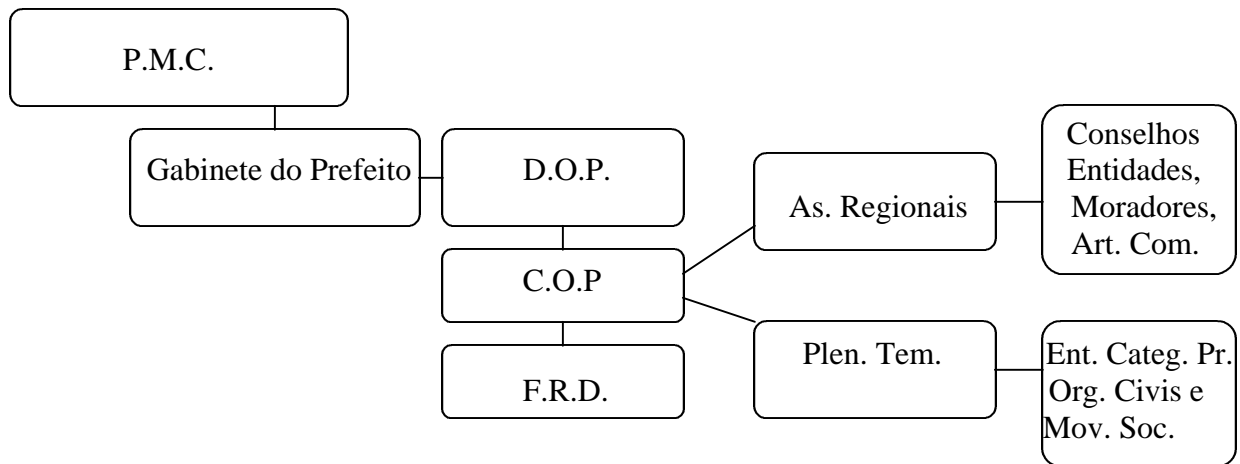 P.M.C.
Gabinete do Prefeito
D.O.P.
C.O.P
F.R.D.
As. Regionais
Conselhos
Entidades,
Moradores,
Art. Com.
Plen. Tem.
Ent. Categ. Pr.
Org. Civis e
Mov. Soc.